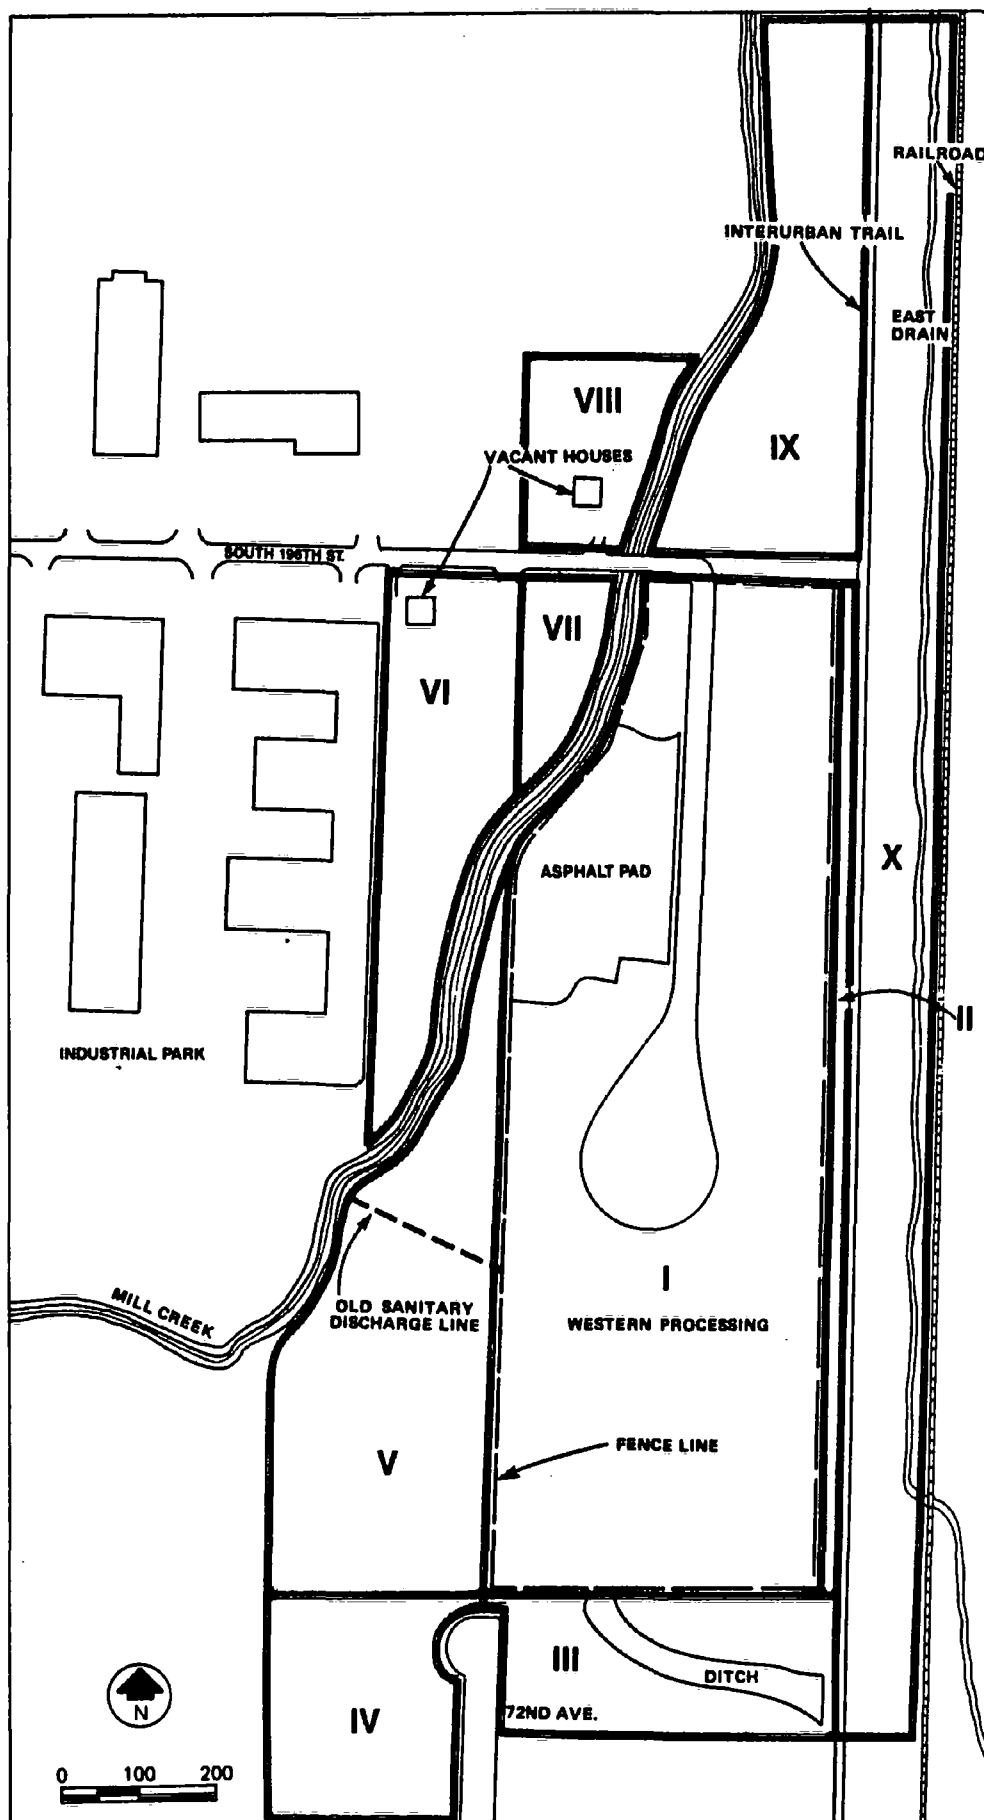 RAILROAD
INTERURBAN TRAIL
EAST
DRAIN
VIII
IX
VACANT HOUSES
SOUTH 196TH ST.
VII
VI
X
ASPHALT PAD
II
INDUSTRIAL PARK
I
MILL CREEK
OLD SANITARY
DISCHARGE LINE
WESTERN PROCESSING
FENCE LINE
V
III
DITCH
72ND AVE.
IV
N
0 100 200